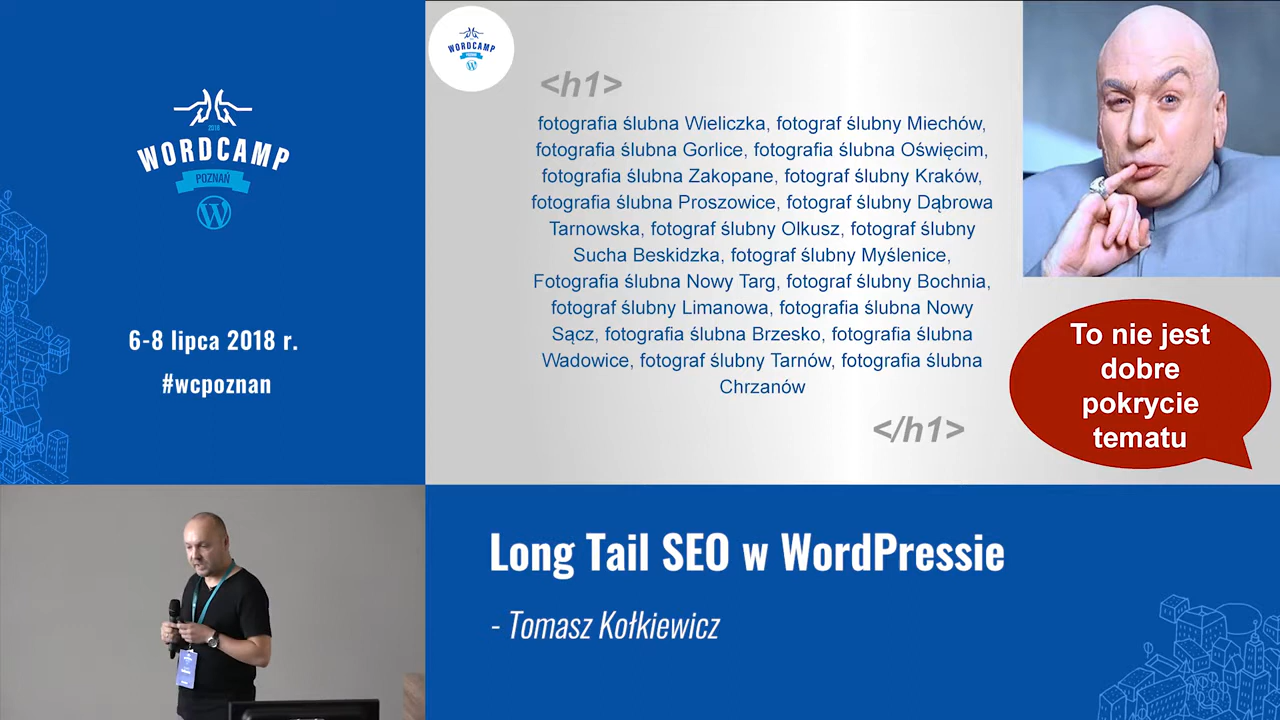 2018
WORDCAMP
POZNAŃ
6-8 lipca 2018 r.
#wcpoznan
WORDCAMP
POZNAŃ
<h1>
fotografia ślubna Wieliczka, fotograf ślubny Miechów,
fotografia ślubna Gorlice, fotografia ślubna Oświęcim,
fotografia ślubna Zakopane, fotograf ślubny Kraków,
fotografia ślubna Proszowice, fotograf ślubny Dąbrowa
Tarnowska, fotograf ślubny Olkusz, fotograf ślubny
Sucha Beskidzka, fotograf ślubny Myślenice,
Fotografia ślubna Nowy Targ, fotograf ślubny Bochnia,
fotograf ślubny Limanowa, fotografia ślubna Nowy
Sącz, fotografia ślubna Brzesko, fotografia ślubna
Wadowice, fotograf ślubny Tarnów, fotografia ślubna
Chrzanów
</h1>
To nie jest
dobre
pokrycie
tematu
Long Tail SEO w WordPressie
- Tomasz Kołkiewicz